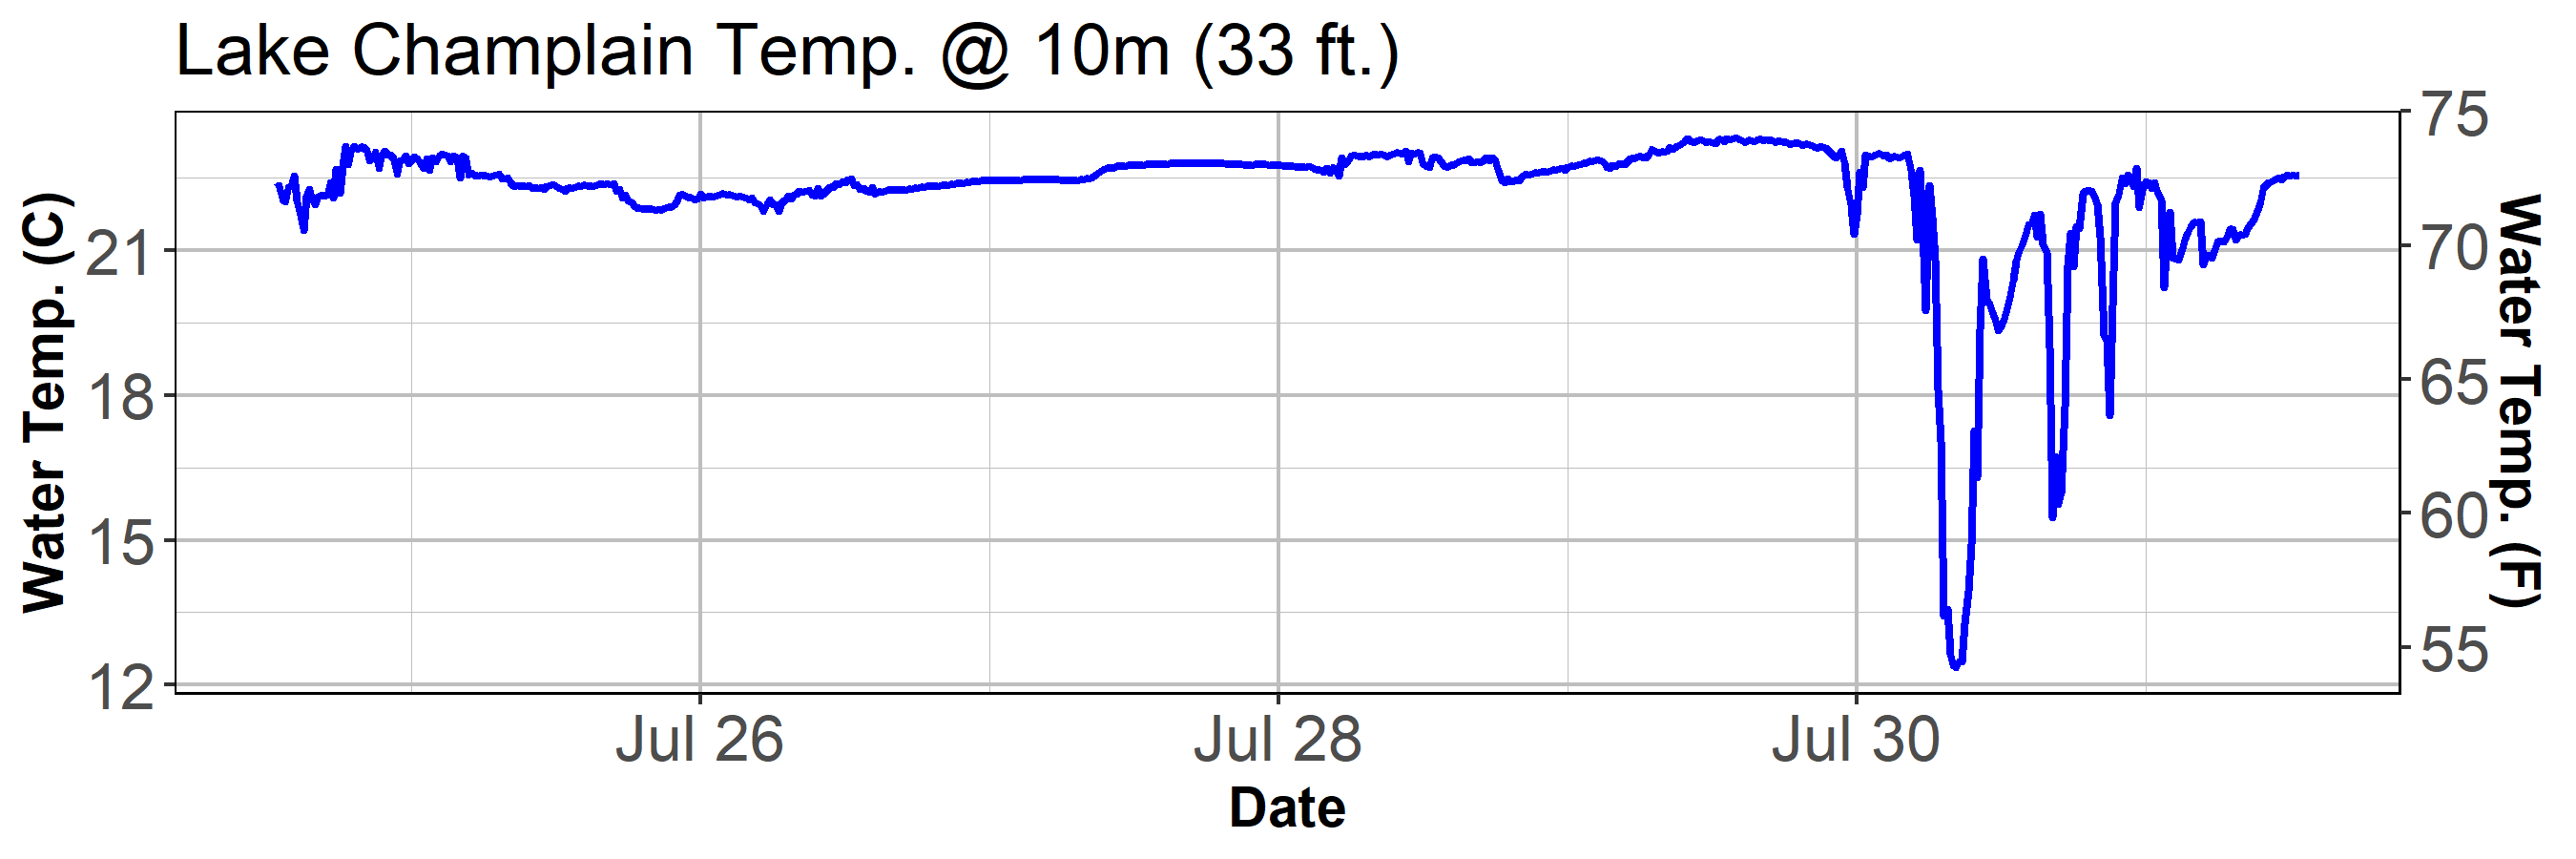 Lake Champlain Temp. @ 10m (33 ft.)
Water Temp. (C)
21
18
15
12
75
70
65
60
55
Water Temp. (F)
Jul 26
Jul 28
Jul 30
Date